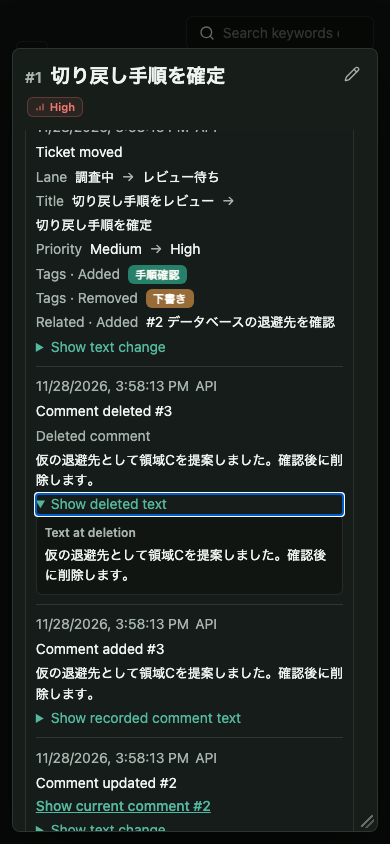 Search keywords
#1 切り戻し手順を確定
High
11/28/2026, 3:58:13 PM API
Ticket moved
Lane 調査中 → レビュー待ち
Title 切り戻し手順をレビュー →
切り戻し手順を確定
Priority Medium → High
Tags · Added 手順確認
Tags · Removed 下書き
Related · Added #2 データベースの退避先を確認
▶ Show text change
11/28/2026, 3:58:13 PM API
Comment deleted #3
Deleted comment
仮の退避先として領域Cを提案しました。確認後に削
除します。
▼ Show deleted text
Text at deletion
仮の退避先として領域Cを提案しました。確認後
に削除します。
11/28/2026, 3:58:13 PM API
Comment added #3
仮の退避先として領域Cを提案しました。確認後に削
除します。
▶ Show recorded comment text
11/28/2026, 3:58:13 PM API
Comment updated #2
Show current comment #2
▶ Show text change